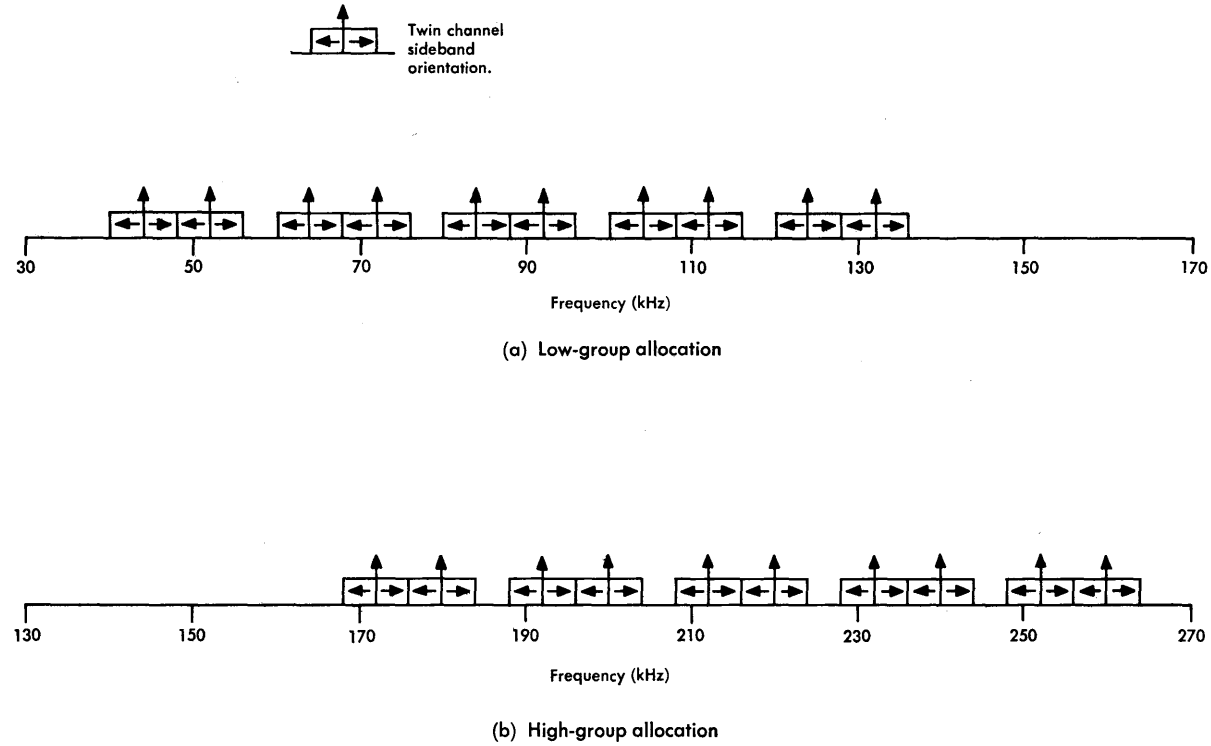 Twin channel
sideband
orientation.
30 50 70 90 110 130 150 170
Frequency (kHz)
(a) Low-group allocation
130 150 170 190 210 230 250 270
Frequency (kHz)
(b) High-group allocation